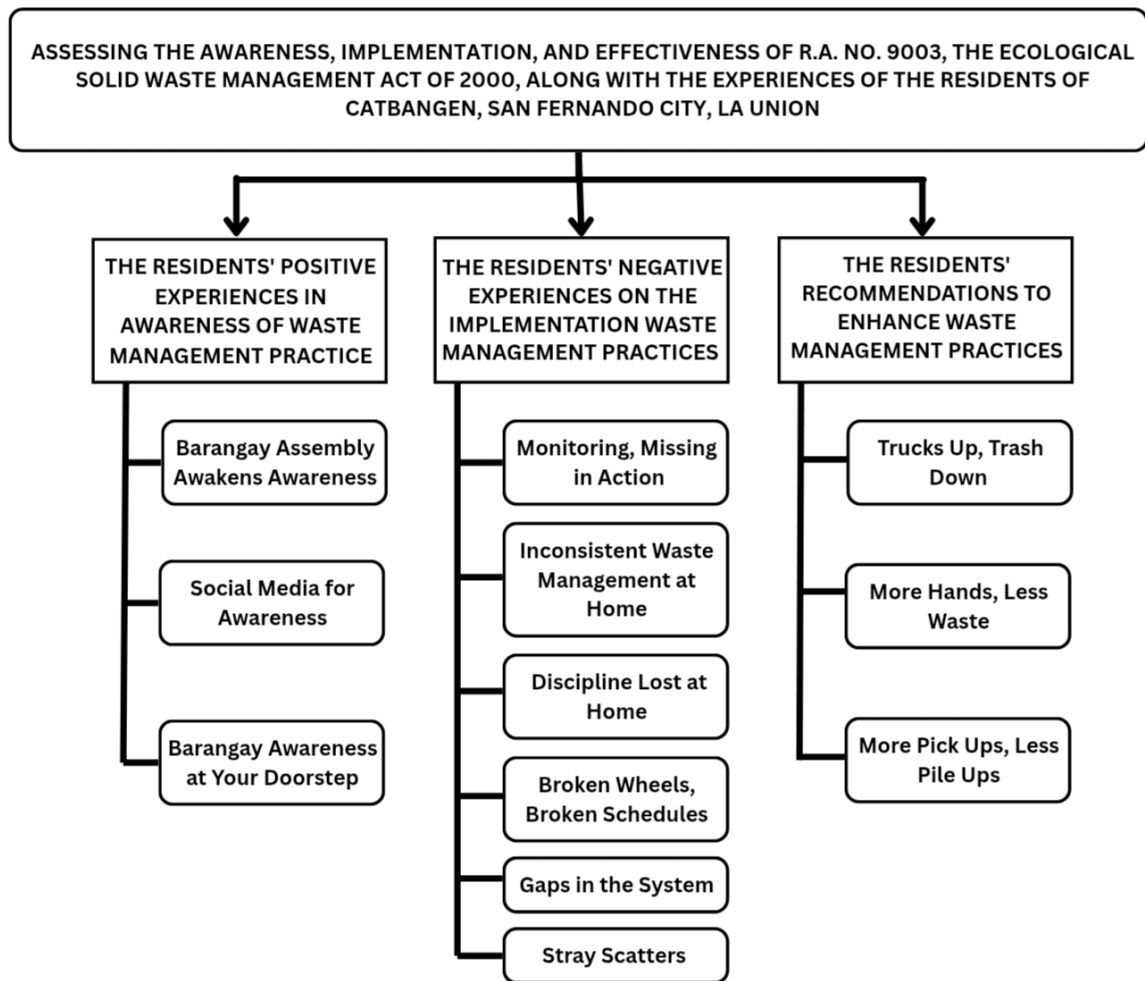 ASSESSING THE AWARENESS, IMPLEMENTATION, AND EFFECTIVENESS OF R.A. NO. 9003, THE ECOLOGICAL
SOLID WASTE MANAGEMENT ACT OF 2000, ALONG WITH THE EXPERIENCES OF THE RESIDENTS OF
CATBANGEN, SAN FERNANDO CITY, LA UNION
THE RESIDENTS' POSITIVE
EXPERIENCES IN
AWARENESS OF WASTE
MANAGEMENT PRACTICE
Barangay Assembly
Awakens Awareness
Social Media for
Awareness
Barangay Awareness
at Your Doorstep
THE RESIDENTS' NEGATIVE
EXPERIENCES ON THE
IMPLEMENTATION WASTE
MANAGEMENT PRACTICES
Monitoring, Missing
in Action
Inconsistent Waste
Management at
Home
Discipline Lost at
Home
Broken Wheels,
Broken Schedules
Gaps in the System
Stray Scatters
THE RESIDENTS'
RECOMMENDATIONS TO
ENHANCE WASTE
MANAGEMENT PRACTICES
Trucks Up, Trash
Down
More Hands, Less
Waste
More Pick Ups, Less
Pile Ups